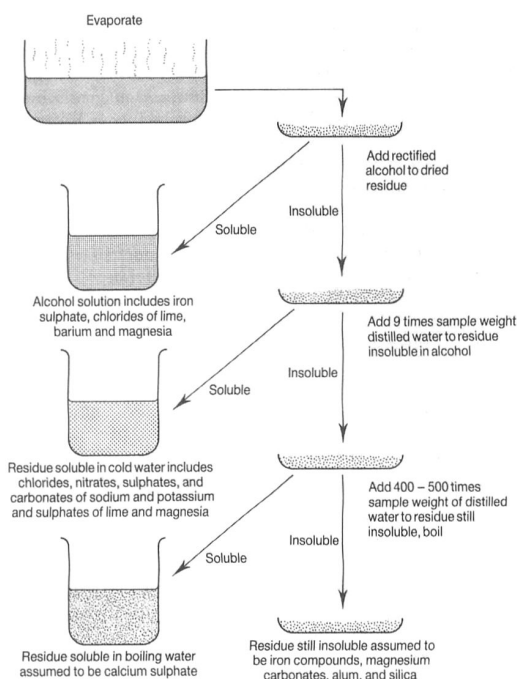 Evaporate
Add rectified
alcohol to dried
residue
Soluble
Insoluble
Alcohol solution includes iron
sulphate, chlorides of lime,
barium and magnesia
Add 9 times sample weight
distilled water to residue
insoluble in alcohol
Soluble
Insoluble
Residue soluble in cold water includes
chlorides, nitrates, sulphates, and
carbonates of sodium and potassium
and sulphates of lime and magnesia
Add 400 – 500 times
sample weight of distilled
water to residue still
insoluble, boil
Soluble
Insoluble
Residue soluble in boiling water
assumed to be calcium sulphate
Residue still insoluble assumed to
be iron compounds, magnesium
carbonates, alum, and silica